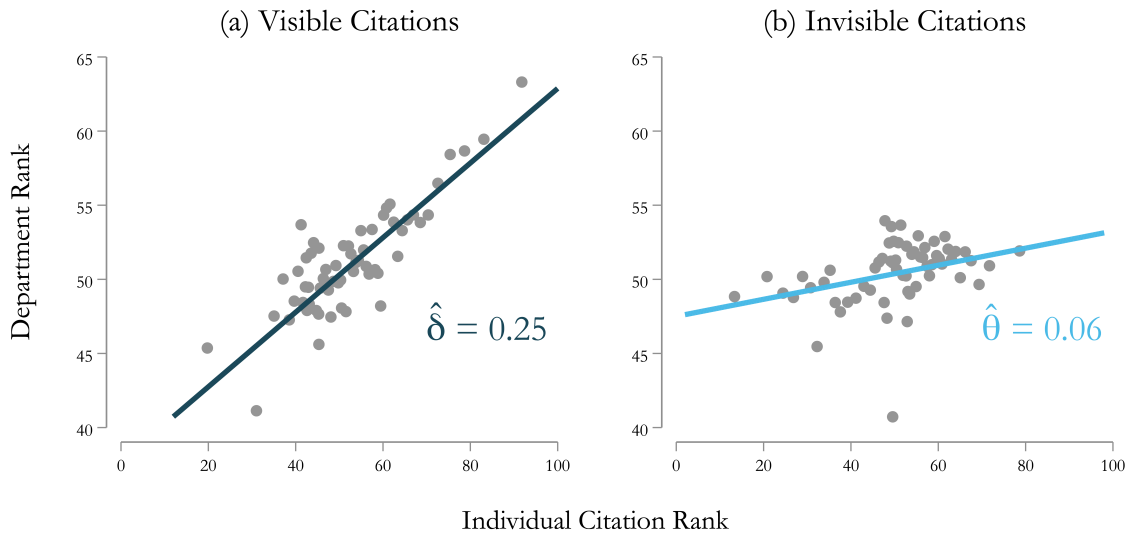 (a) Visible Citations
(b) Invisible Citations
Department Rank
65
60
55
50
45
40
0 20 40 60 80 100
δ̂ = 0.25
65
60
55
50
45
40
0 20 40 60 80 100
θ̂ = 0.06
Individual Citation Rank